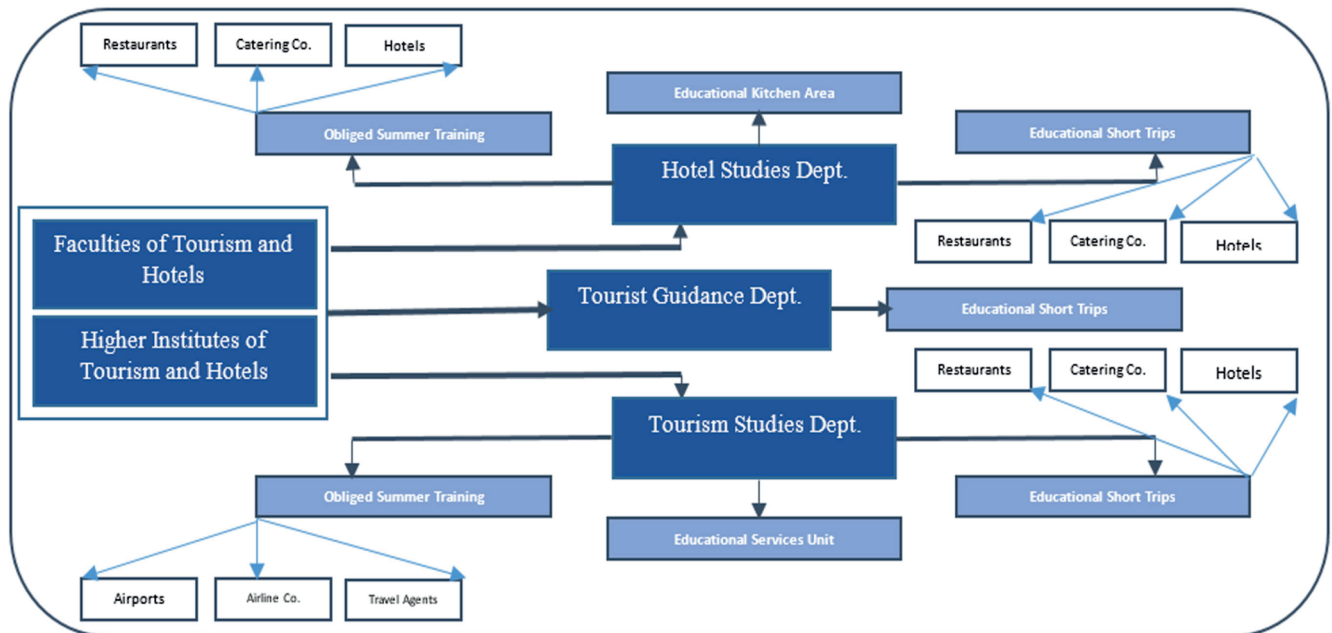 Restaurants
Catering Co.
Hotels
Educational Kitchen Area
Obliged Summer Training
Educational Short Trips
Hotel Studies Dept.
Restaurants
Catering Co.
Hotels
Faculties of Tourism and
Hotels
Tourist Guidance Dept.
Educational Short Trips
Higher Institutes of
Tourism and Hotels
Restaurants
Catering Co.
Hotels
Tourism Studies Dept.
Obliged Summer Training
Educational Short Trips
Educational Services Unit
Airports
Airline Co.
Travel Agents